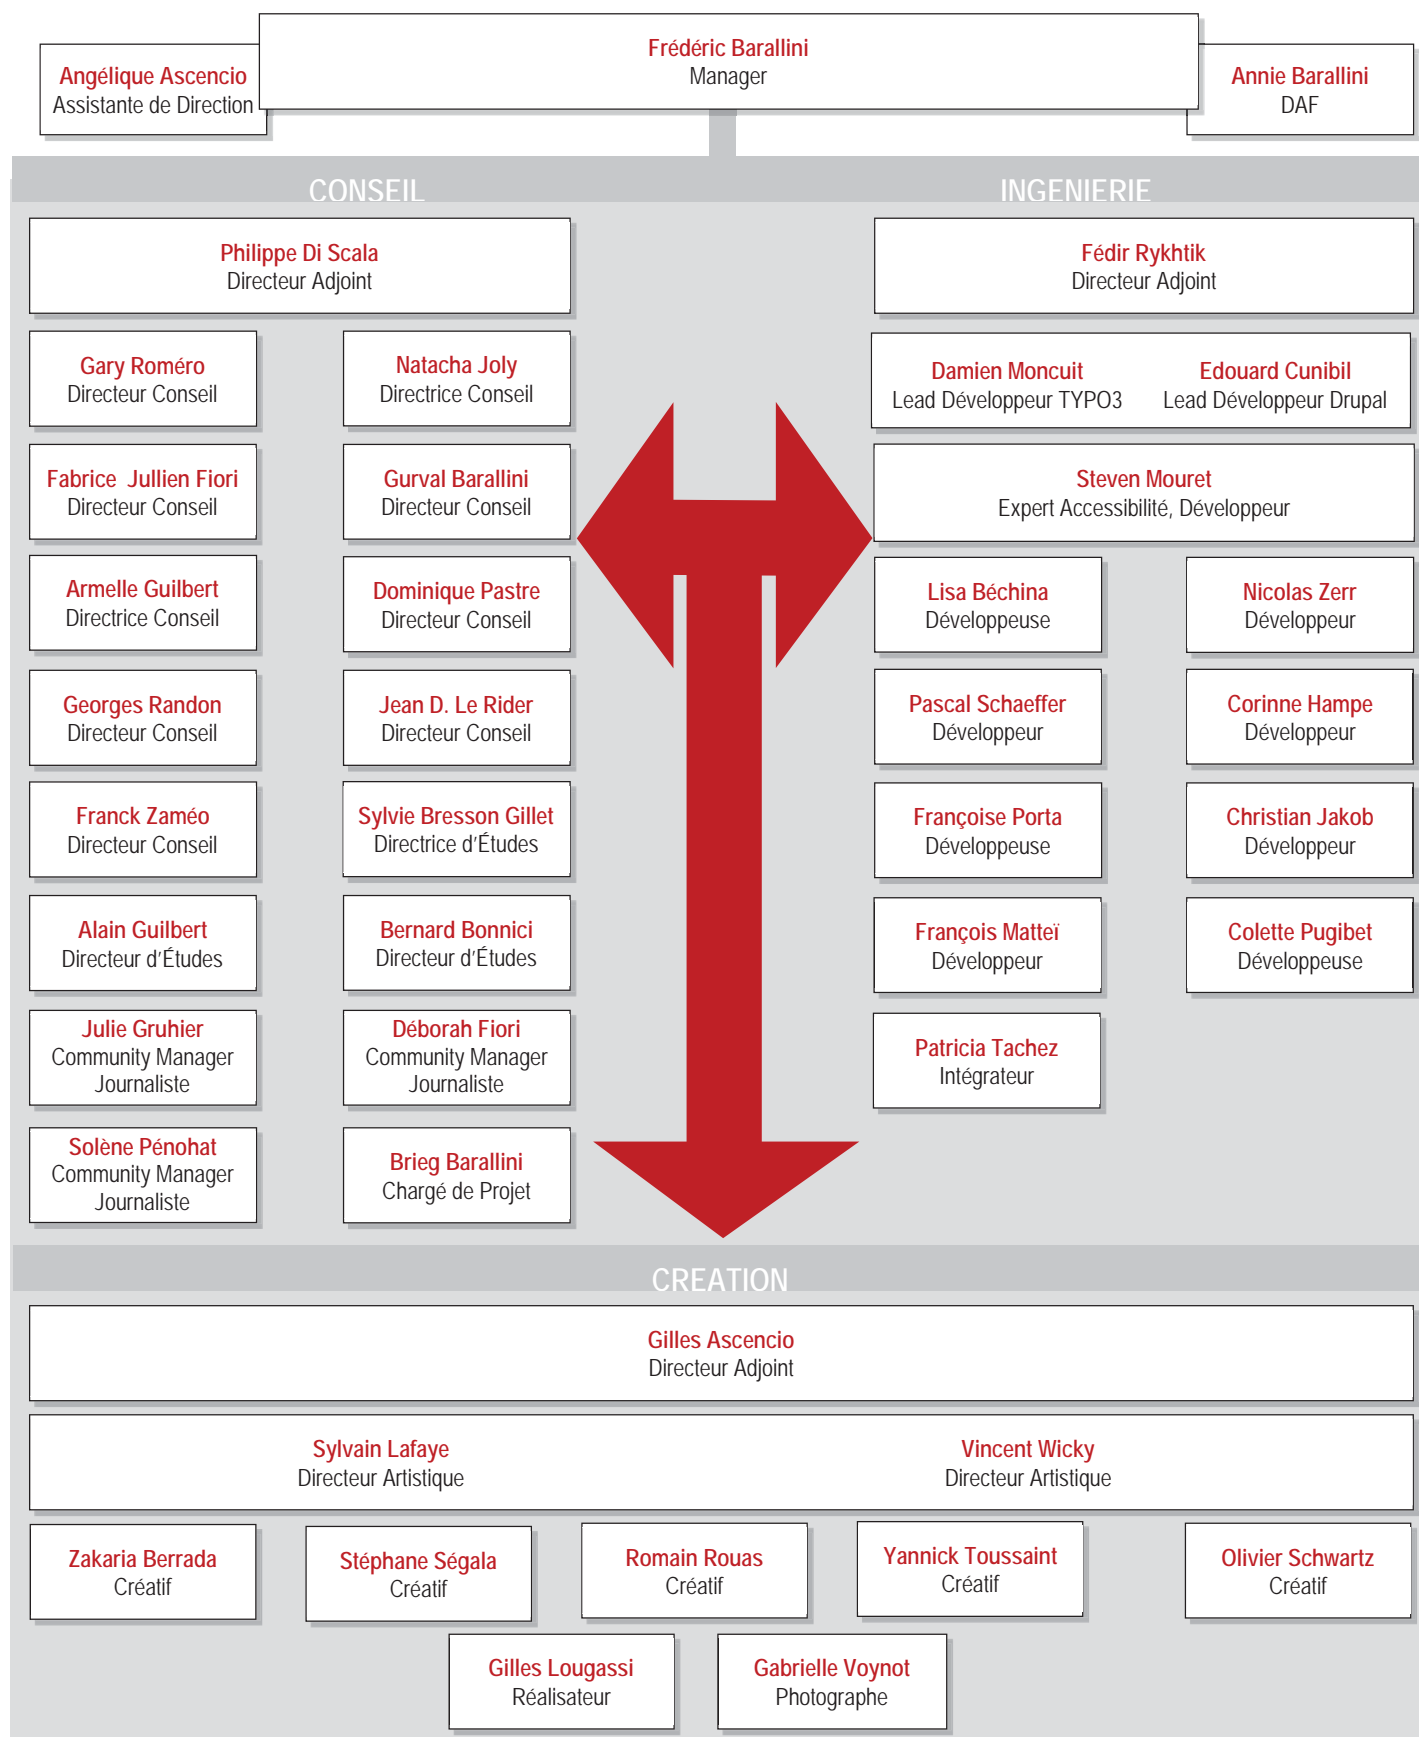 Frédéric Barallini
Manager
Angélique Ascencio
Assistante de Direction
Annie Barallini
DAF
CONSEIL
Philippe Di Scala
Directeur Adjoint
Gary Roméro
Directeur Conseil
Natacha Joly
Directrice Conseil
Fabrice Jullien Fiori
Directeur Conseil
Gurval Barallini
Directeur Conseil
Armelle Guilbert
Directrice Conseil
Dominique Pastre
Directeur Conseil
Georges Randon
Directeur Conseil
Jean D. Le Rider
Directeur Conseil
Franck Zaméo
Directeur Conseil
Sylvie Bresson Gillet
Directrice d'Études
Alain Guilbert
Directeur d'Études
Bernard Bonnici
Directeur d'Études
Julie Gruhier
Community Manager
Journaliste
Déborah Fiori
Community Manager
Journaliste
Solène Pénohat
Community Manager
Journaliste
Brieg Barallini
Chargé de Projet
INGENIERIE
Fédir Rykhtik
Directeur Adjoint
Damien Moncuit
Lead Développeur TYPO3
Edouard Cunibil
Lead Développeur Drupal
Steven Mouret
Expert Accessibilité, Développeur
Lisa Béchina
Développeuse
Nicolas Zerr
Développeur
Pascal Schaeffer
Développeur
Corinne Hampe
Développeur
Françoise Porta
Développeuse
Christian Jakob
Développeur
François Matteï
Développeur
Colette Pugibet
Développeuse
Patricia Tachez
Intégrateur
CREATION
Gilles Ascencio
Directeur Adjoint
Sylvain Lafaye
Directeur Artistique
Vincent Wicky
Directeur Artistique
Zakaria Berrada
Créatif
Stéphane Ségala
Créatif
Romain Rouas
Créatif
Yannick Toussaint
Créatif
Olivier Schwartz
Créatif
Gilles Lougassi
Réalisateur
Gabrielle Voynot
Photographe